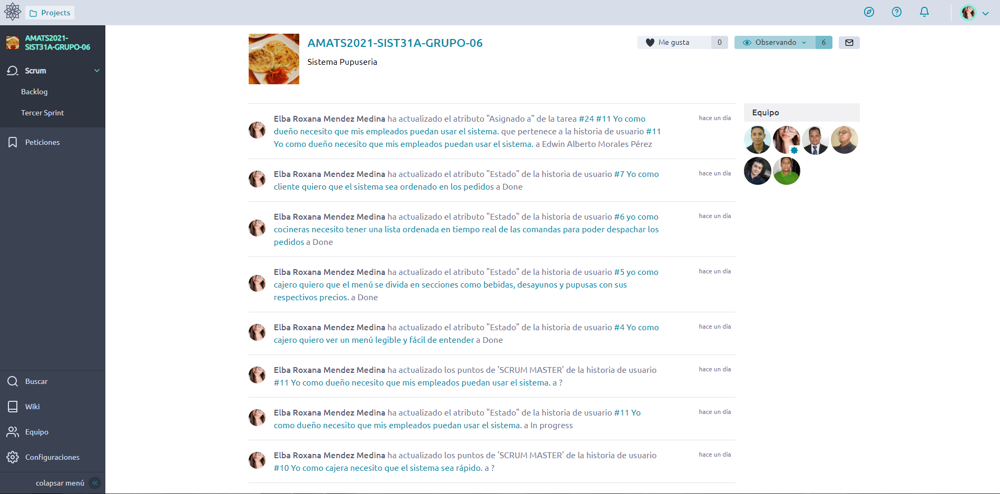 Projects
AMATS2021-
SIST31A-GRUPO-06
Scrum
Backlog
Tercer Sprint
Peticiones
Buscar
Wiki
Equipo
Configuraciones
colapsar menú
AMATS2021-SIST31A-GRUPO-06
Sistema Pupuseria
Me gusta 0
Observando 6
Elba Roxana Mendez Medina ha actualizado el atributo "Asignado a" de la tarea #24 #11 Yo como
dueño necesito que mis empleados puedan usar el sistema. que pertenece a la historia de usuario #11
Yo como dueño necesito que mis empleados puedan usar el sistema. a Edwin Alberto Morales Pérez
hace un día
Elba Roxana Mendez Medina ha actualizado el atributo "Estado" de la historia de usuario #7 Yo como
cliente quiero que el sistema sea ordenado en los pedidos a Done
hace un día
Elba Roxana Mendez Medina ha actualizado el atributo "Estado" de la historia de usuario #6 yo como
cocineras necesito tener una lista ordenada en tiempo real de las comandas para poder despachar los
pedidos a Done
hace un día
Elba Roxana Mendez Medina ha actualizado el atributo "Estado" de la historia de usuario #5 yo como
cajero quiero que el menú se divida en secciones como bebidas, desayunos y pupusas con sus
respectivos precios. a Done
hace un día
Elba Roxana Mendez Medina ha actualizado el atributo "Estado" de la historia de usuario #4 Yo como
cajero quiero ver un menú legible y fácil de entender a Done
hace un día
Elba Roxana Mendez Medina ha actualizado los puntos de 'SCRUM MASTER' de la historia de usuario
#11 Yo como dueño necesito que mis empleados puedan usar el sistema. a ?
hace un día
Elba Roxana Mendez Medina ha actualizado el atributo "Estado" de la historia de usuario #11 Yo
como dueño necesito que mis empleados puedan usar el sistema. a In progress
hace un día
Elba Roxana Mendez Medina ha actualizado los puntos de 'SCRUM MASTER' de la historia de usuario
#10 Yo como cajera necesito que el sistema sea rápido. a ?
hace un día
Equipo